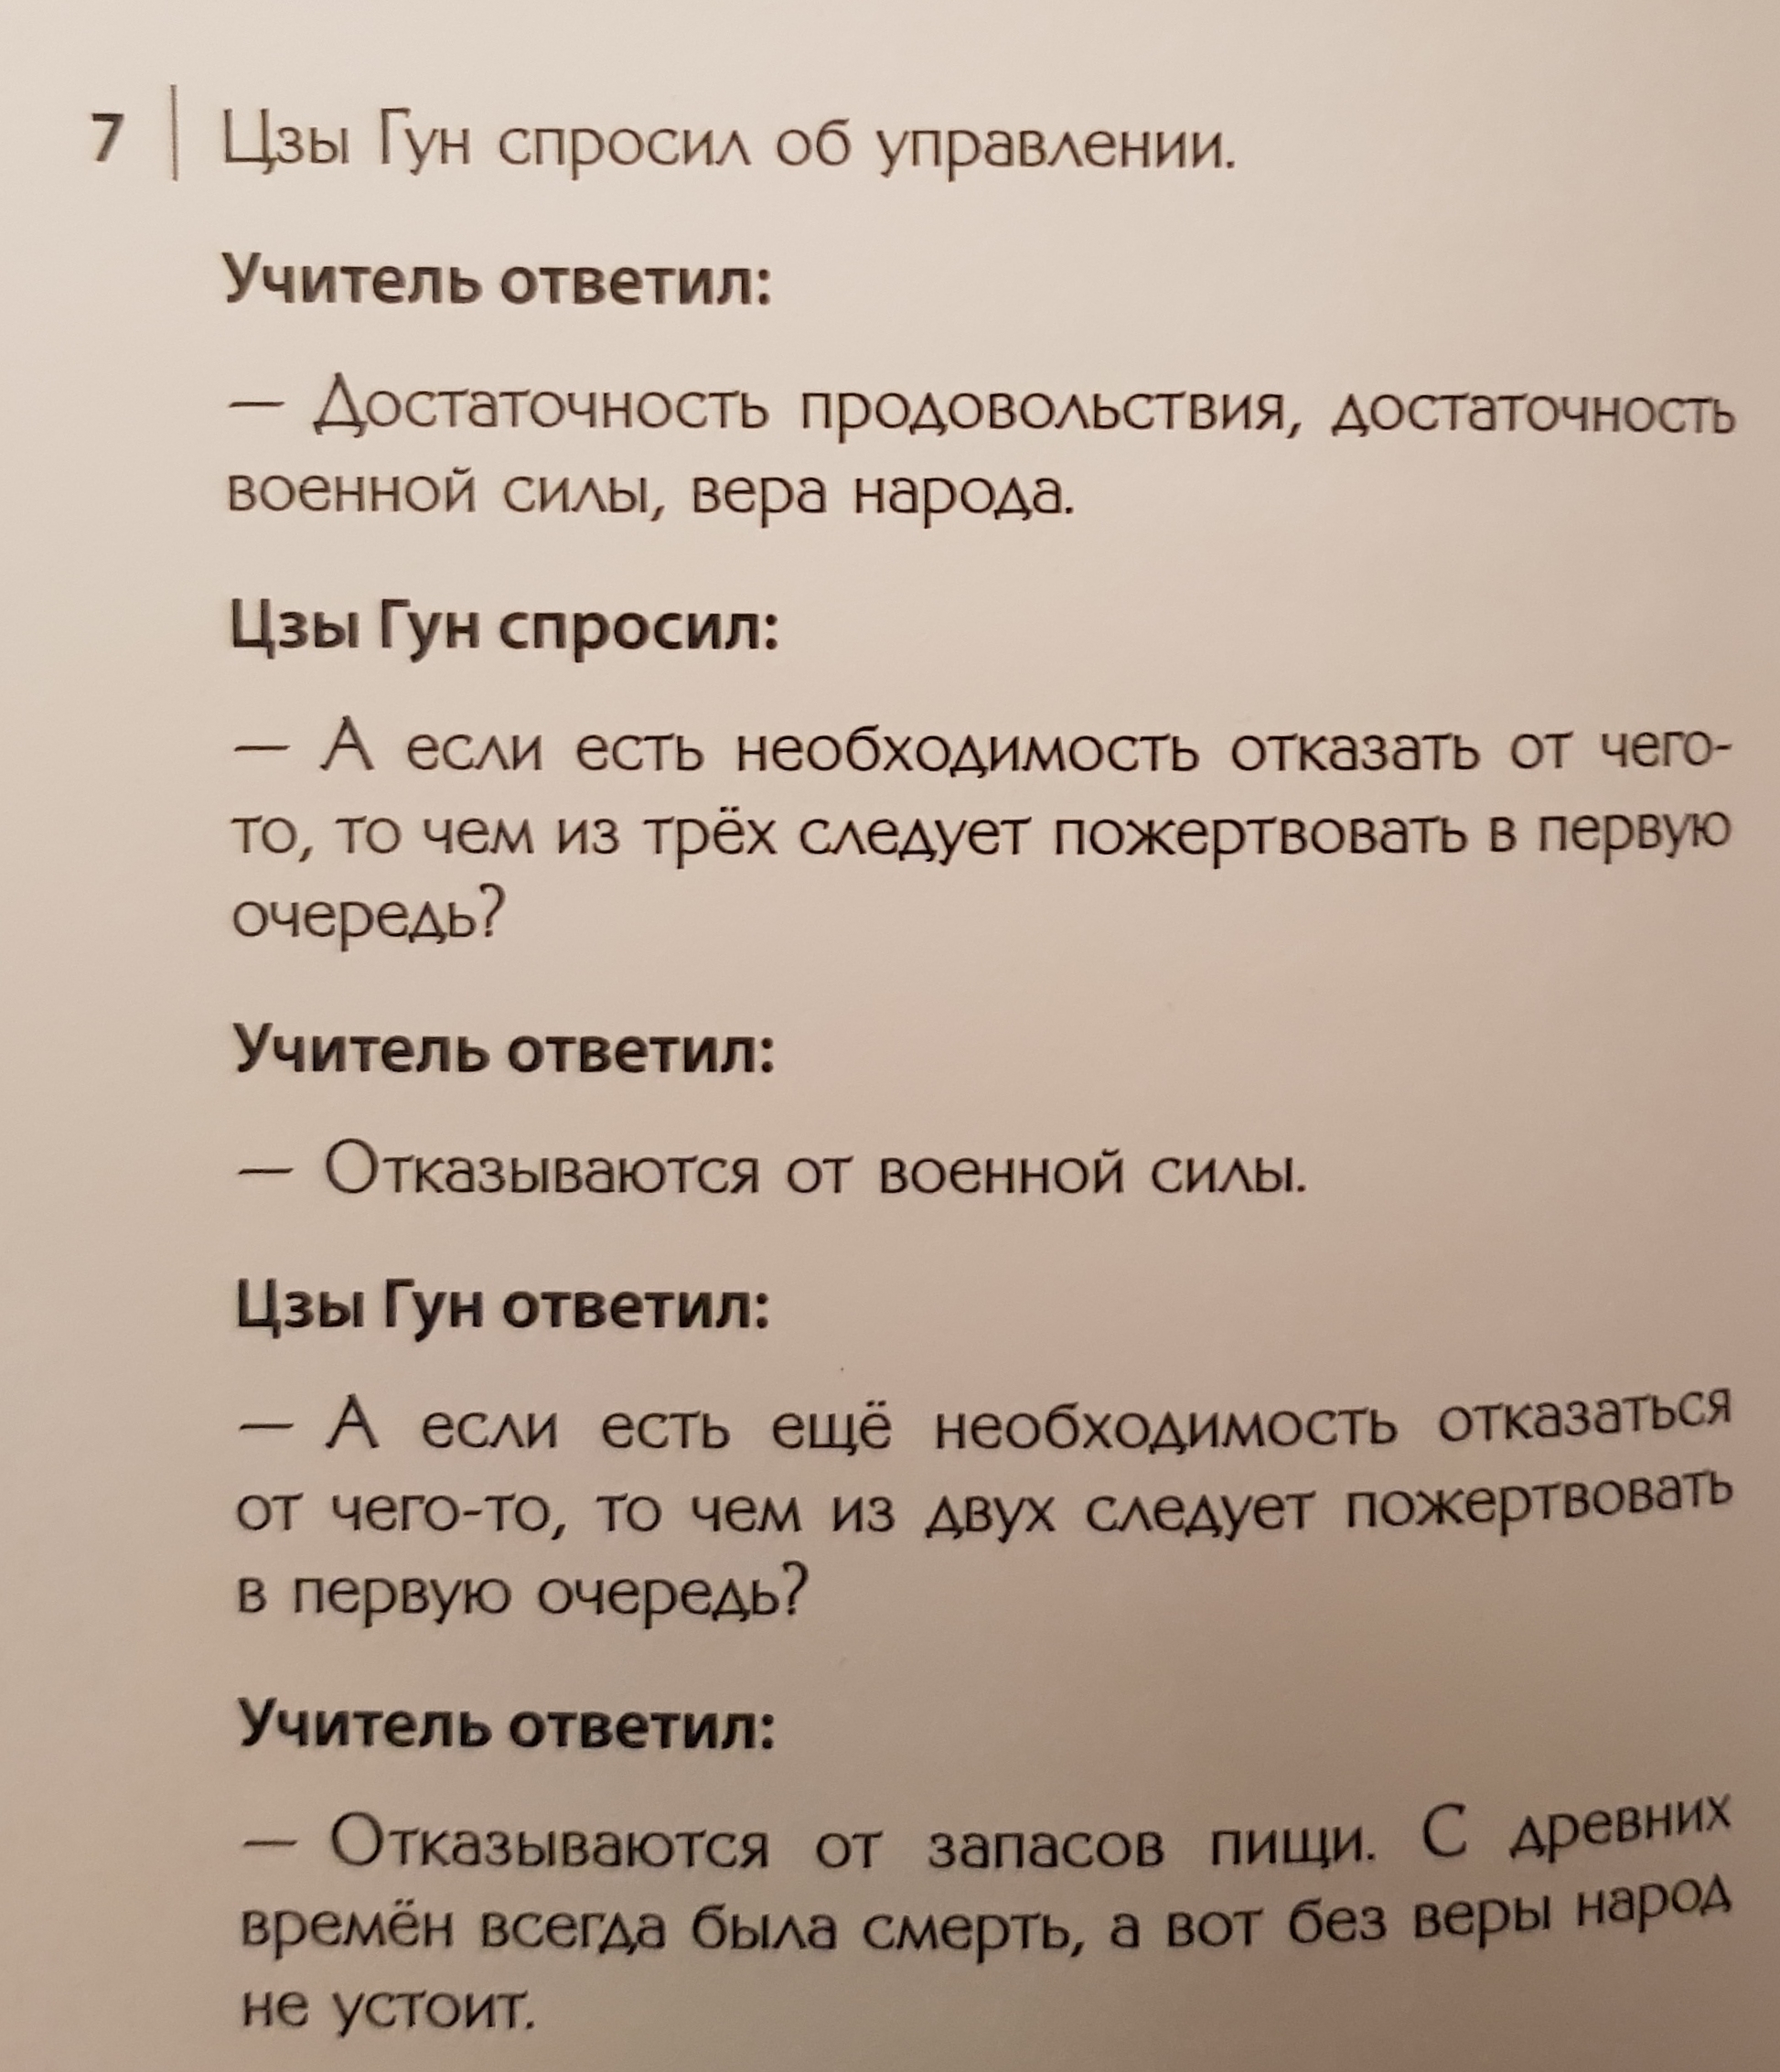 7 Цзы Гун спросил об управлении.
Учитель ответил:
— Достаточность продовольствия, достаточность
военной силы, вера народа.
Цзы Гун спросил:
— А если есть необходимость отказать от чего-
то, то чем из трёх следует пожертвовать в первую
очередь?
Учитель ответил:
— Отказываются от военной силы.
Цзы Гун ответил:
— А если есть ещё необходимость отказаться
от чего-то, то чем из двух следует пожертвовать
в первую очередь?
Учитель ответил:
— Отказываются от запасов пищи. С древних
времён всегда была смерть, а вот без веры народ
не устоит.